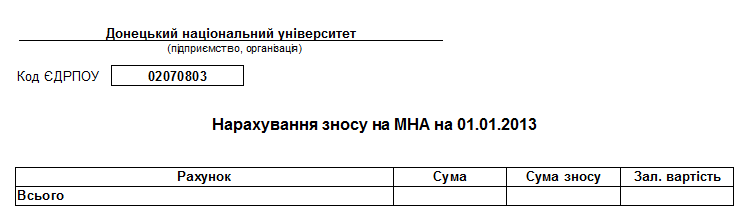 Донецький національний університет
(підприємство, організація)
Код ЄДРПОУ 02070803
Нарахування зносу на МНА на 01.01.2013
Рахунок Сума Сума зносу Зал. вартість
Всього